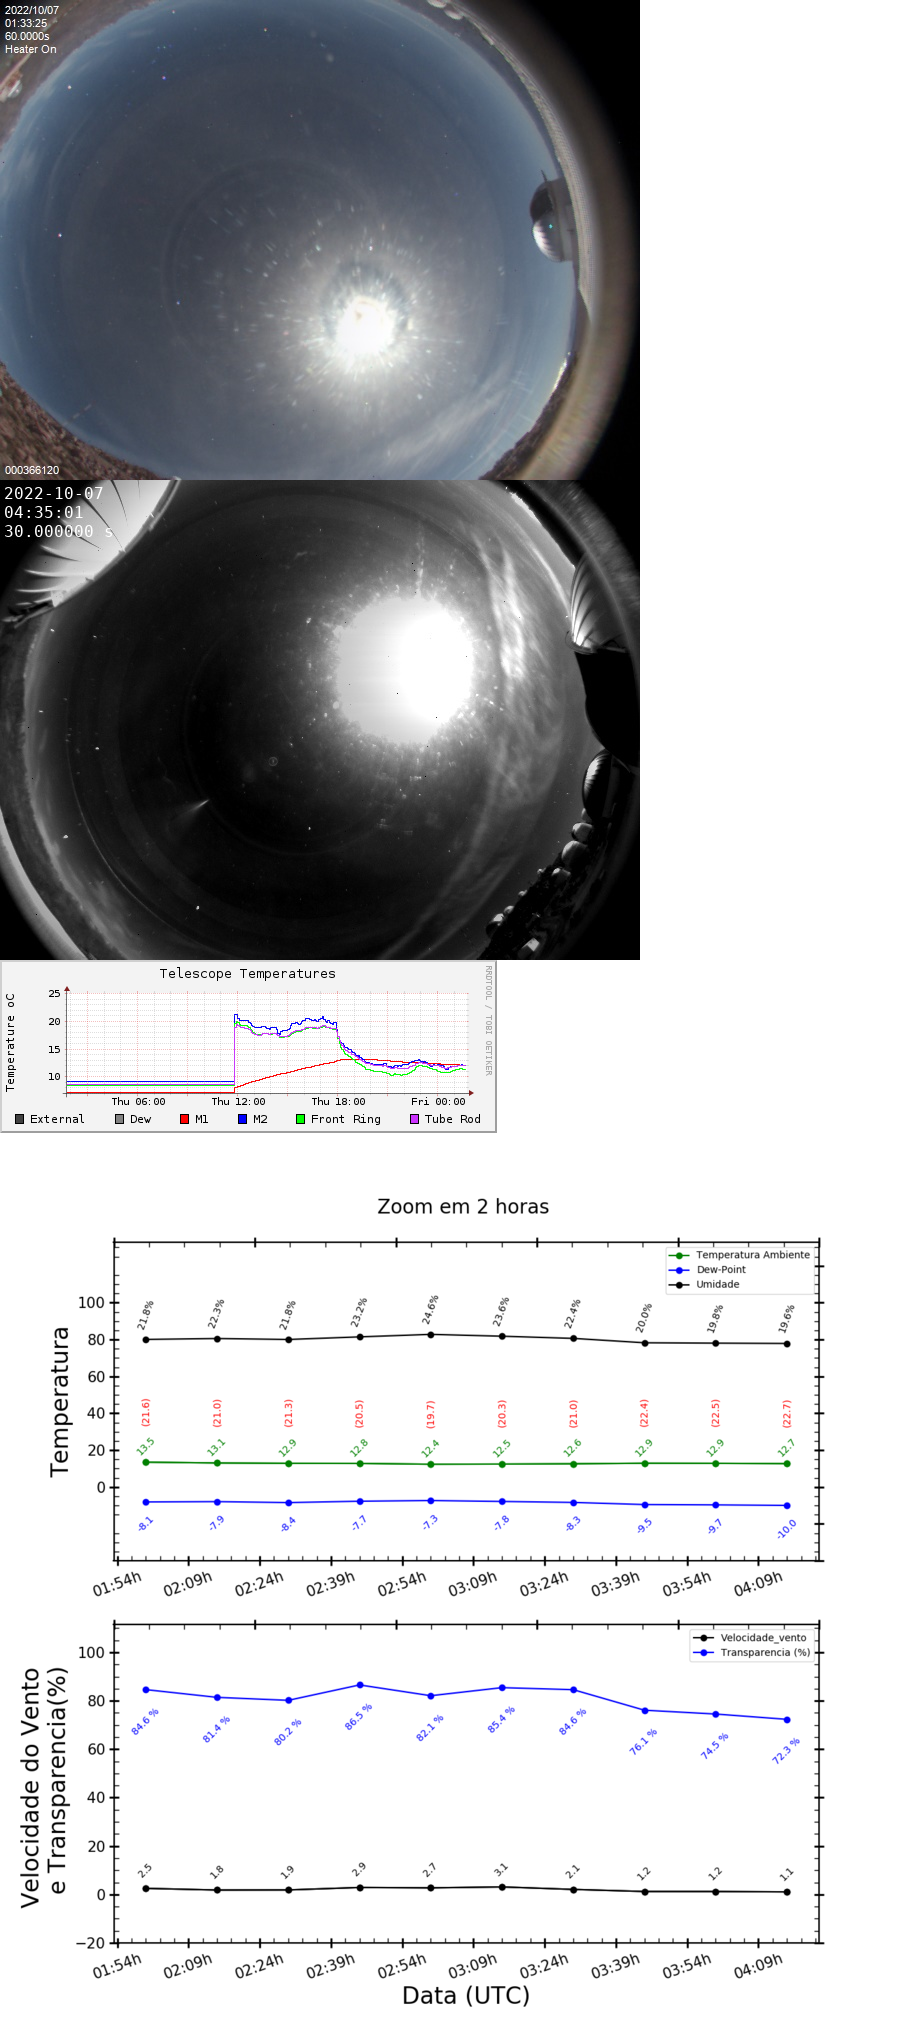 2022/10/07
01:33:25
60.0000s
Heater On
000366120
2022-10-07
04:35:01
30.000000 s
Telescope Temperatures
RRDTOOL / TOBI OETIKER
Temperature oC
25
20
15
10
Thu 06:00 Thu 12:00 Thu 18:00 Fri 00:00
External Dew M1 M2 Front Ring Tube Rod
Zoom em 2 horas
Temperatura Ambiente
Dew-Point
Umidade
Temperatura
100
80
60
40
20
0
21.8% 22.3% 21.8% 23.2% 24.6% 23.6% 22.4% 20.0% 19.8% 19.6%
(21.6) (21.0) (21.3) (20.5) (19.7) (20.3) (21.0) (22.4) (22.5) (22.7)
13.5 13.1 12.9 12.8 12.4 12.5 12.6 12.9 12.9 12.7
-8.1 -7.9 -8.4 -7.7 -7.3 -7.8 -8.3 -9.5 -9.7 -10.0
01:54h 02:09h 02:24h 02:39h 02:54h 03:09h 03:24h 03:39h 03:54h 04:09h
Velocidade_vento
Transparencia (%)
Velocidade do Vento
e Transparencia(%)
100
80
60
40
20
0
−20
84.6 % 81.4 % 80.2 % 86.5 % 82.1 % 85.4 % 84.6 % 76.1 % 74.5 % 72.3 %
2.5 1.8 1.9 2.9 2.7 3.1 2.1 1.2 1.2 1.1
01:54h 02:09h 02:24h 02:39h 02:54h 03:09h 03:24h 03:39h 03:54h 04:09h
Data (UTC)